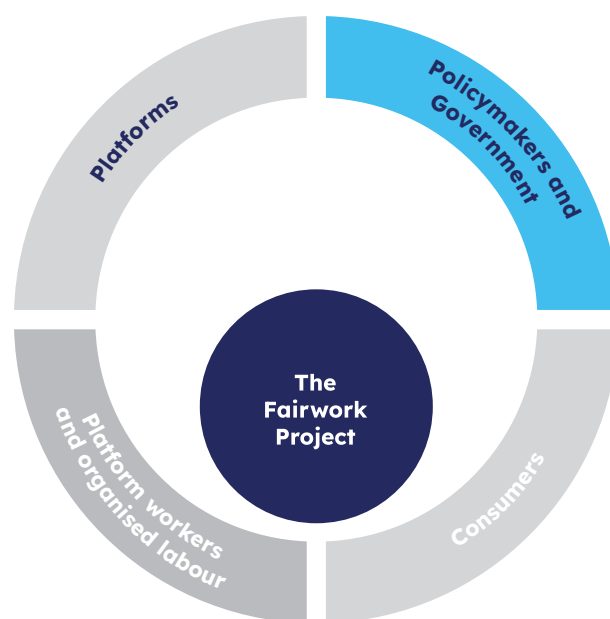 Platforms
Policymakers and
Government
The
Fairwork
Project
Platform workers
and organised labour
Consumers